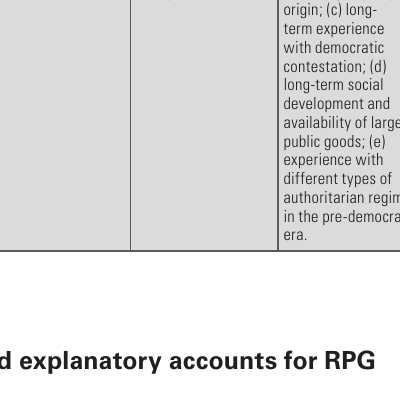 origin; (c) long-
term experience
with democratic
contestation; (d)
long-term social
development and
availability of large
public goods; (e)
experience with
different types of
authoritarian regim
in the pre-democra
era.
d explanatory accounts for RPG